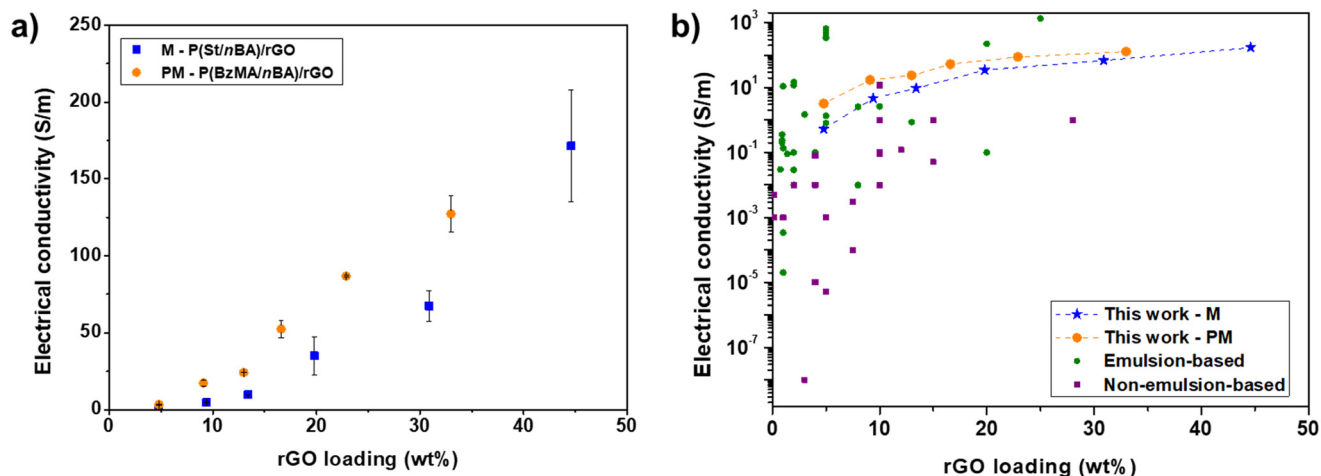 a)
Electrical conductivity (S/m)
250
200
150
100
50
0
M - P(St/nBA)/rGO
PM - P(BzMA/nBA)/rGO
0 10 20 30 40 50
rGO loading (wt%)
b)
Electrical conductivity (S/m)
10³
10¹
10⁻¹
10⁻³
10⁻⁵
10⁻⁷
This work - M
This work - PM
Emulsion-based
Non-emulsion-based
0 10 20 30 40 50
rGO loading (wt%)